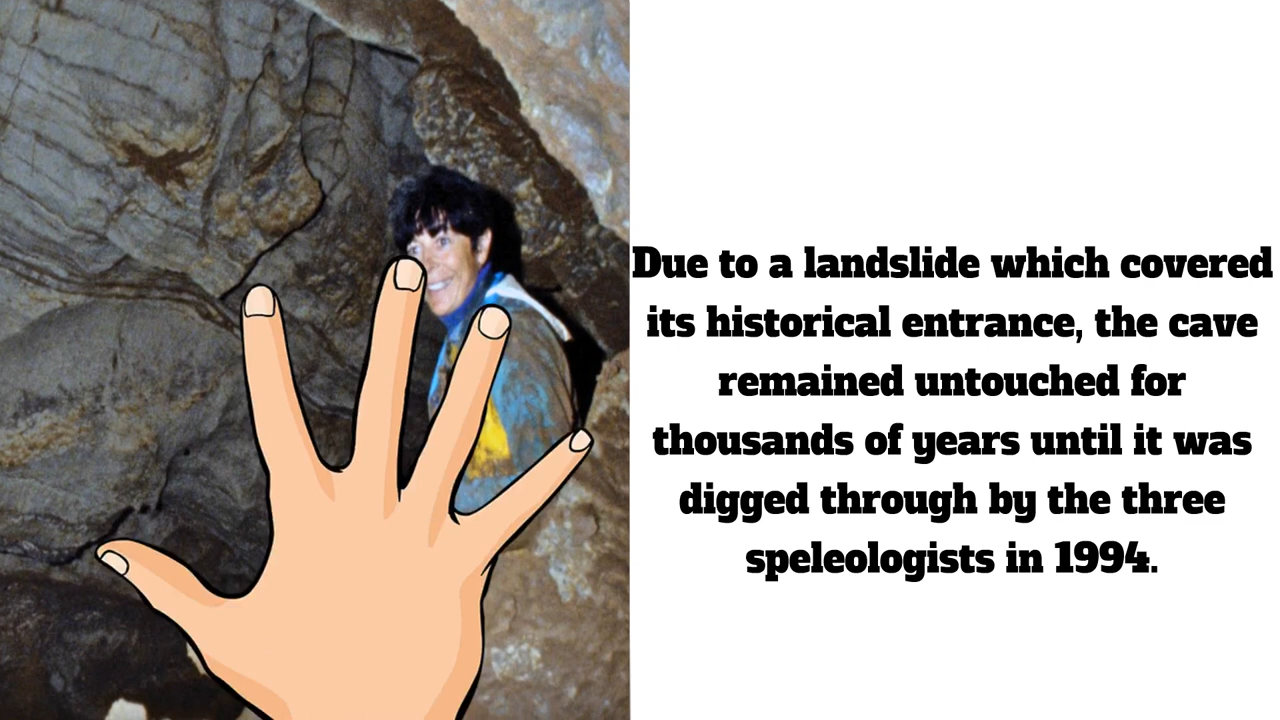 Due to a landslide which covered
its historical entrance, the cave
remained untouched for
thousands of years until it was
digged through by the three
speleologists in 1994.